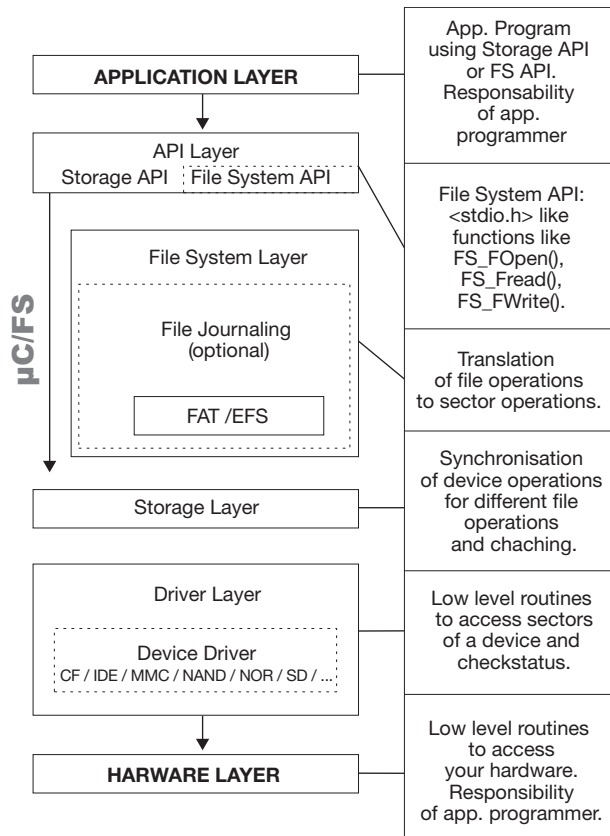 App. Program
using Storage API
or FS API.
Responsability
of app.
programmer
APPLICATION LAYER
API Layer
Storage API
File System API
File System API:
<stdio.h> like
functions like
FS_FOpen(),
FS_Fread(),
FS_FWrite().
µC/FS
File System Layer
File Journaling
(optional)
FAT /EFS
Translation
of file operations
to sector operations.
Storage Layer
Synchronisation
of device operations
for different file
operations
and chaching.
Driver Layer
Device Driver
CF / IDE / MMC / NAND / NOR / SD / ...
Low level routines
to access sectors
of a device and
checkstatus.
HARWARE LAYER
Low level routines
to access
your hardware.
Responsibility
of app. programmer.